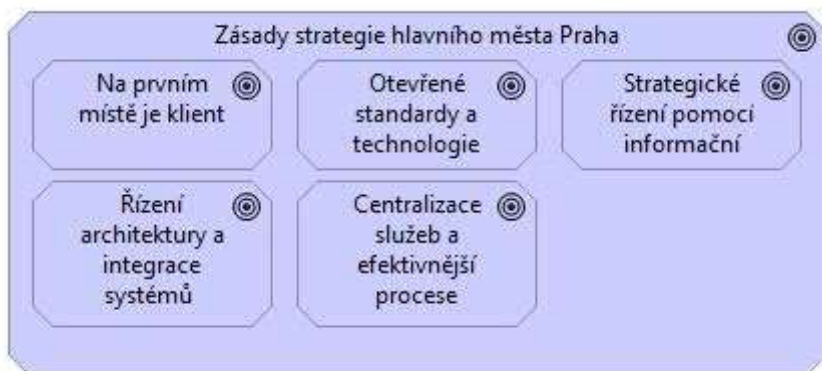 Zásady strategie hlavního města Praha
Na prvním
místě je klient
Otevřené
standardy a
technologie
Strategické
řízení pomocí
informační
Řízení
architektury a
integrace
systémů
Centralizace
služeb a
efektivnější
procese